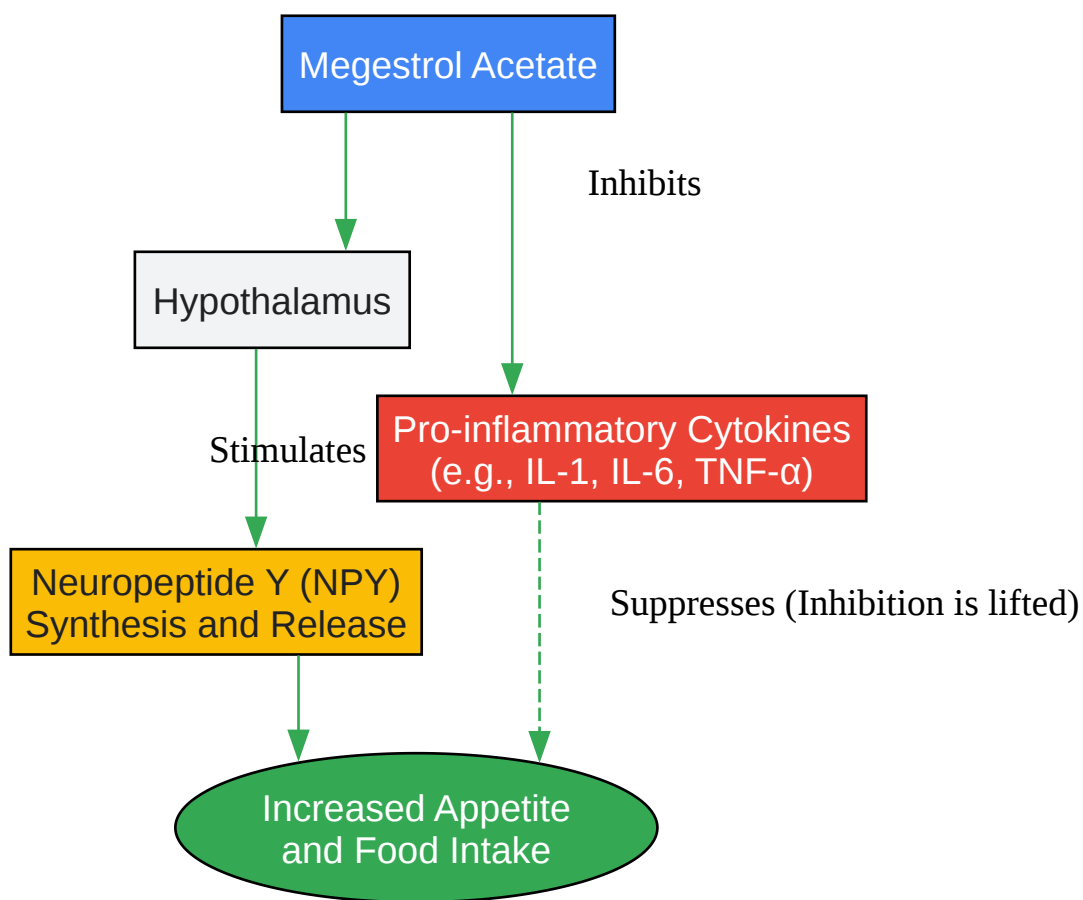 Megestrol Acetate
Inhibits
Hypothalamus
Pro-inflammatory Cytokines
(e.g., IL-1, IL-6, TNF-α)
Stimulates
Neuropeptide Y (NPY)
Synthesis and Release
Suppresses (Inhibition is lifted)
Increased Appetite
and Food Intake